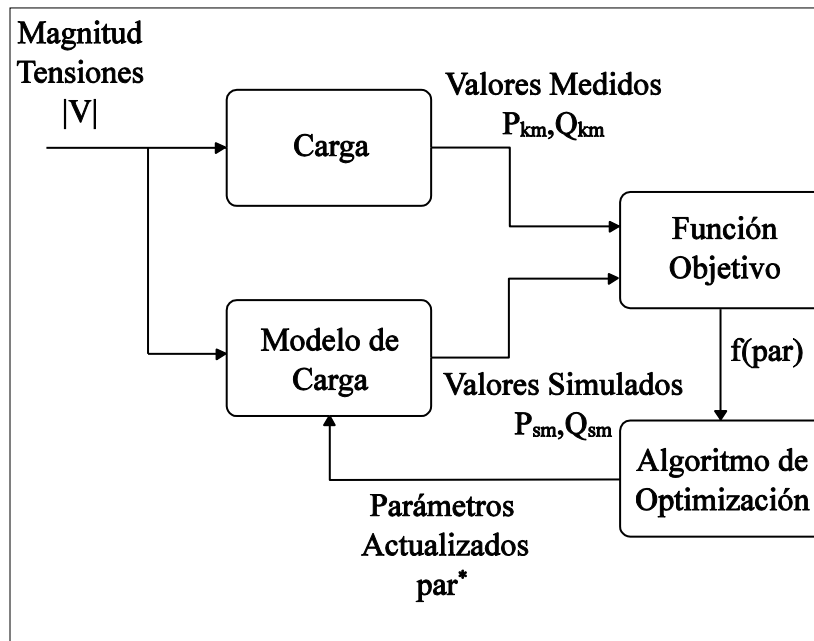 Magnitud
Tensiones
|V|
Carga
Valores Medidos
Pkm,Qkm
Función
Objetivo
Modelo de
Carga
f(par)
Valores Simulados
Psm,Qsm
Algoritmo de
Optimización
Parámetros
Actualizados
par*